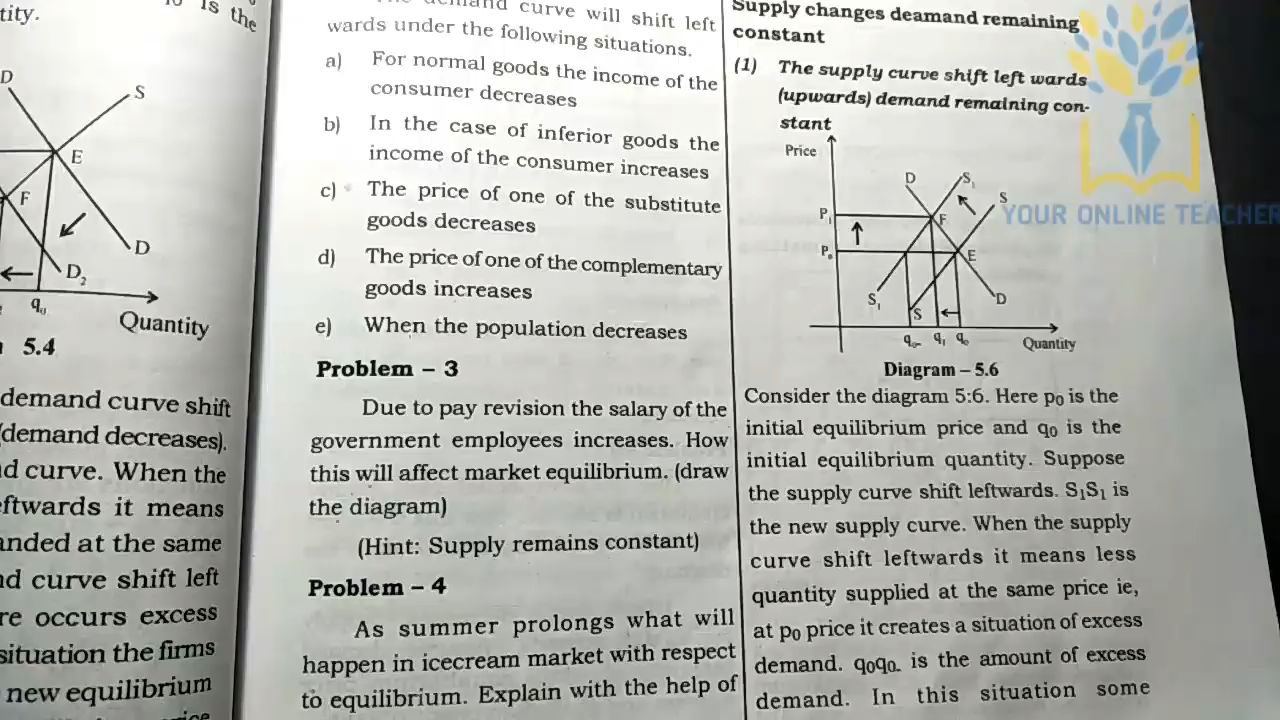 tity.
is the
D
S
E
F
D
D₂
q₀
Quantity
5.4
demand curve shift
(demand decreases).
d curve. When the
eftwards it means
anded at the same
nd curve shift left
re occurs excess
situation the firms
new equilibrium
price
The demand curve will shift left
wards under the following situations.
a) For normal goods the income of the
consumer decreases
b) In the case of inferior goods the
income of the consumer increases
c) The price of one of the substitute
goods decreases
d) The price of one of the complementary
goods increases
e) When the population decreases
Problem – 3
Due to pay revision the salary of the
government employees increases. How
this will affect market equilibrium. (draw
the diagram)
(Hint: Supply remains constant)
Problem – 4
As summer prolongs what will
happen in icecream market with respect
to equilibrium. Explain with the help of
Supply changes deamand remaining
constant
(1) The supply curve shift left wards
(upwards) demand remaining con-
stant
Price
D
S₁
S
P₁
F
P₀
E
S₁
S
D
q₀-
q₁
q₀
Quantity
Diagram – 5.6
Consider the diagram 5:6. Here p₀ is the
initial equilibrium price and q₀ is the
initial equilibrium quantity. Suppose
the supply curve shift leftwards. S₁S₁ is
the new supply curve. When the supply
curve shift leftwards it means less
quantity supplied at the same price ie,
at p₀ price it creates a situation of excess
demand. q₀q₀- is the amount of excess
demand. In this situation some
YOUR ONLINE TEACHER